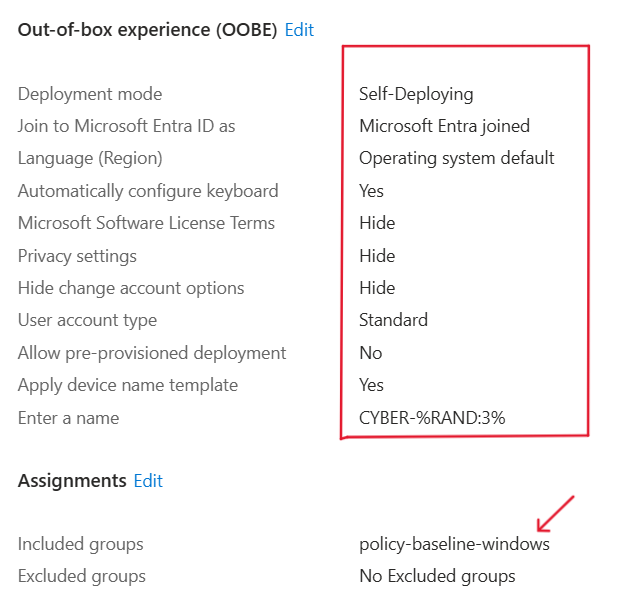 Out-of-box experience (OOBE) Edit
Deployment mode Self-Deploying
Join to Microsoft Entra ID as Microsoft Entra joined
Language (Region) Operating system default
Automatically configure keyboard Yes
Microsoft Software License Terms Hide
Privacy settings Hide
Hide change account options Hide
User account type Standard
Allow pre-provisioned deployment No
Apply device name template Yes
Enter a name CYBER-%RAND:3%
Assignments Edit
Included groups policy-baseline-windows
Excluded groups No Excluded groups